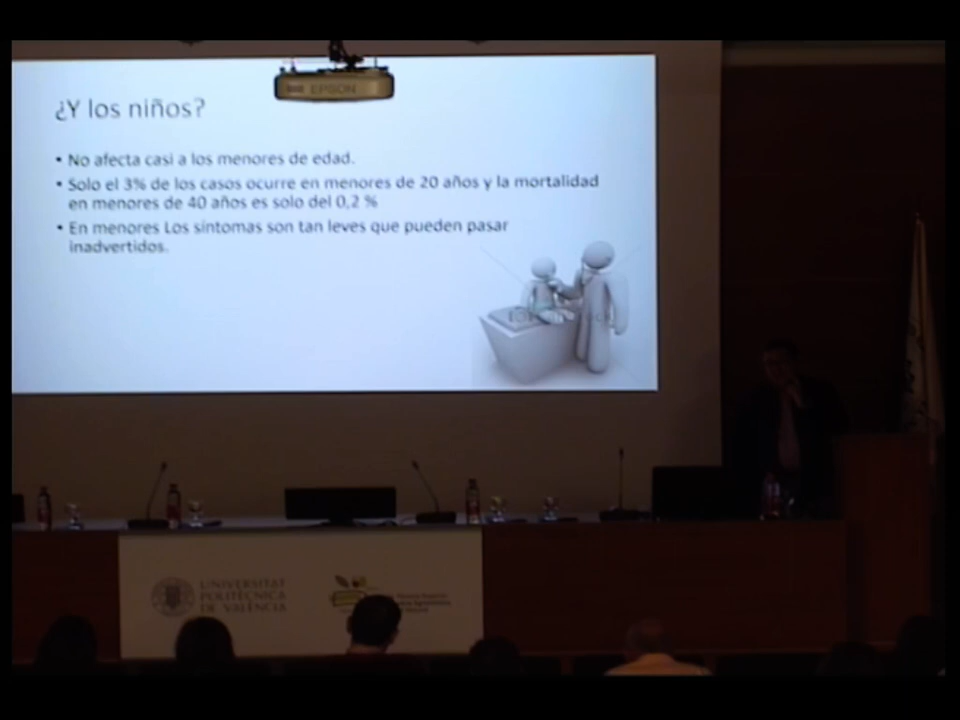 EPSON
¿Y los niños?
• No afecta casi a los menores de edad.
• Solo el 3% de los casos ocurre en menores de 20 años y la mortalidad
en menores de 40 años es solo del 0,2 %
• En menores Los síntomas son tan leves que pueden pasar
inadvertidos.
UNIVERSITAT
POLITÈCNICA
DE VALÈNCIA